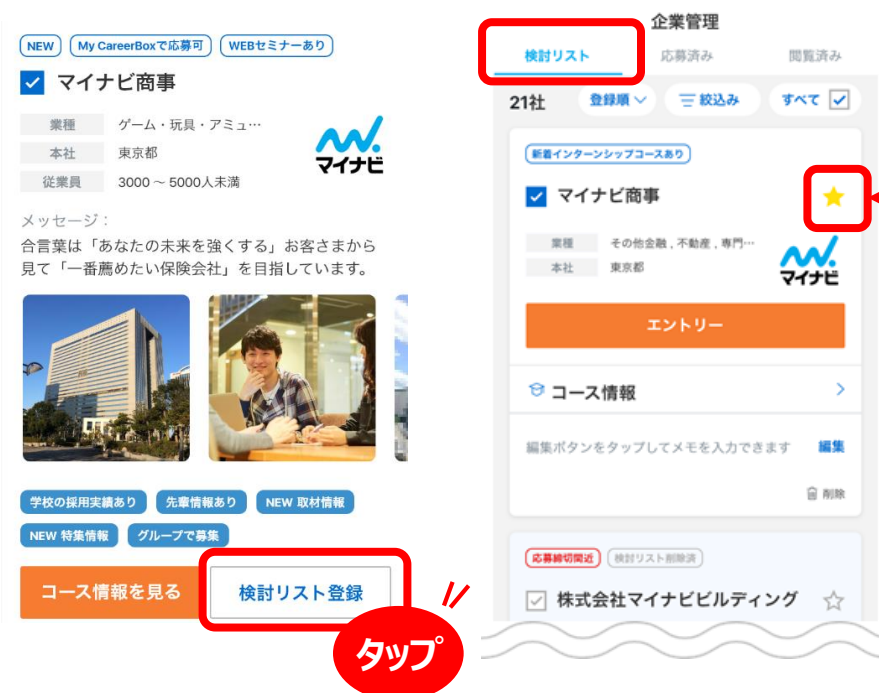 NEW My CareerBoxで応募可 WEBセミナーあり
マイナビ商事
業種 ゲーム・玩具・アミュ…
本社 東京都
従業員 3000～5000人未満
マイナビ
メッセージ：
合言葉は「あなたの未来を強くする」お客さまから
見て「一番薦めたい保険会社」を目指しています。
学校の採用実績あり 先輩情報あり NEW 取材情報
NEW 特集情報 グループで募集
コース情報を見る 検討リスト登録
タップ
企業管理
検討リスト 応募済み 閲覧済み
21社 登録順 絞込み すべて
新着インターンシップコースあり
マイナビ商事
業種 その他金融 , 不動産 , 専門…
本社 東京都
マイナビ
エントリー
コース情報
編集ボタンをタップしてメモを入力できます 編集
削除
応募締切間近 検討リスト削除済
株式会社マイナビビルディング